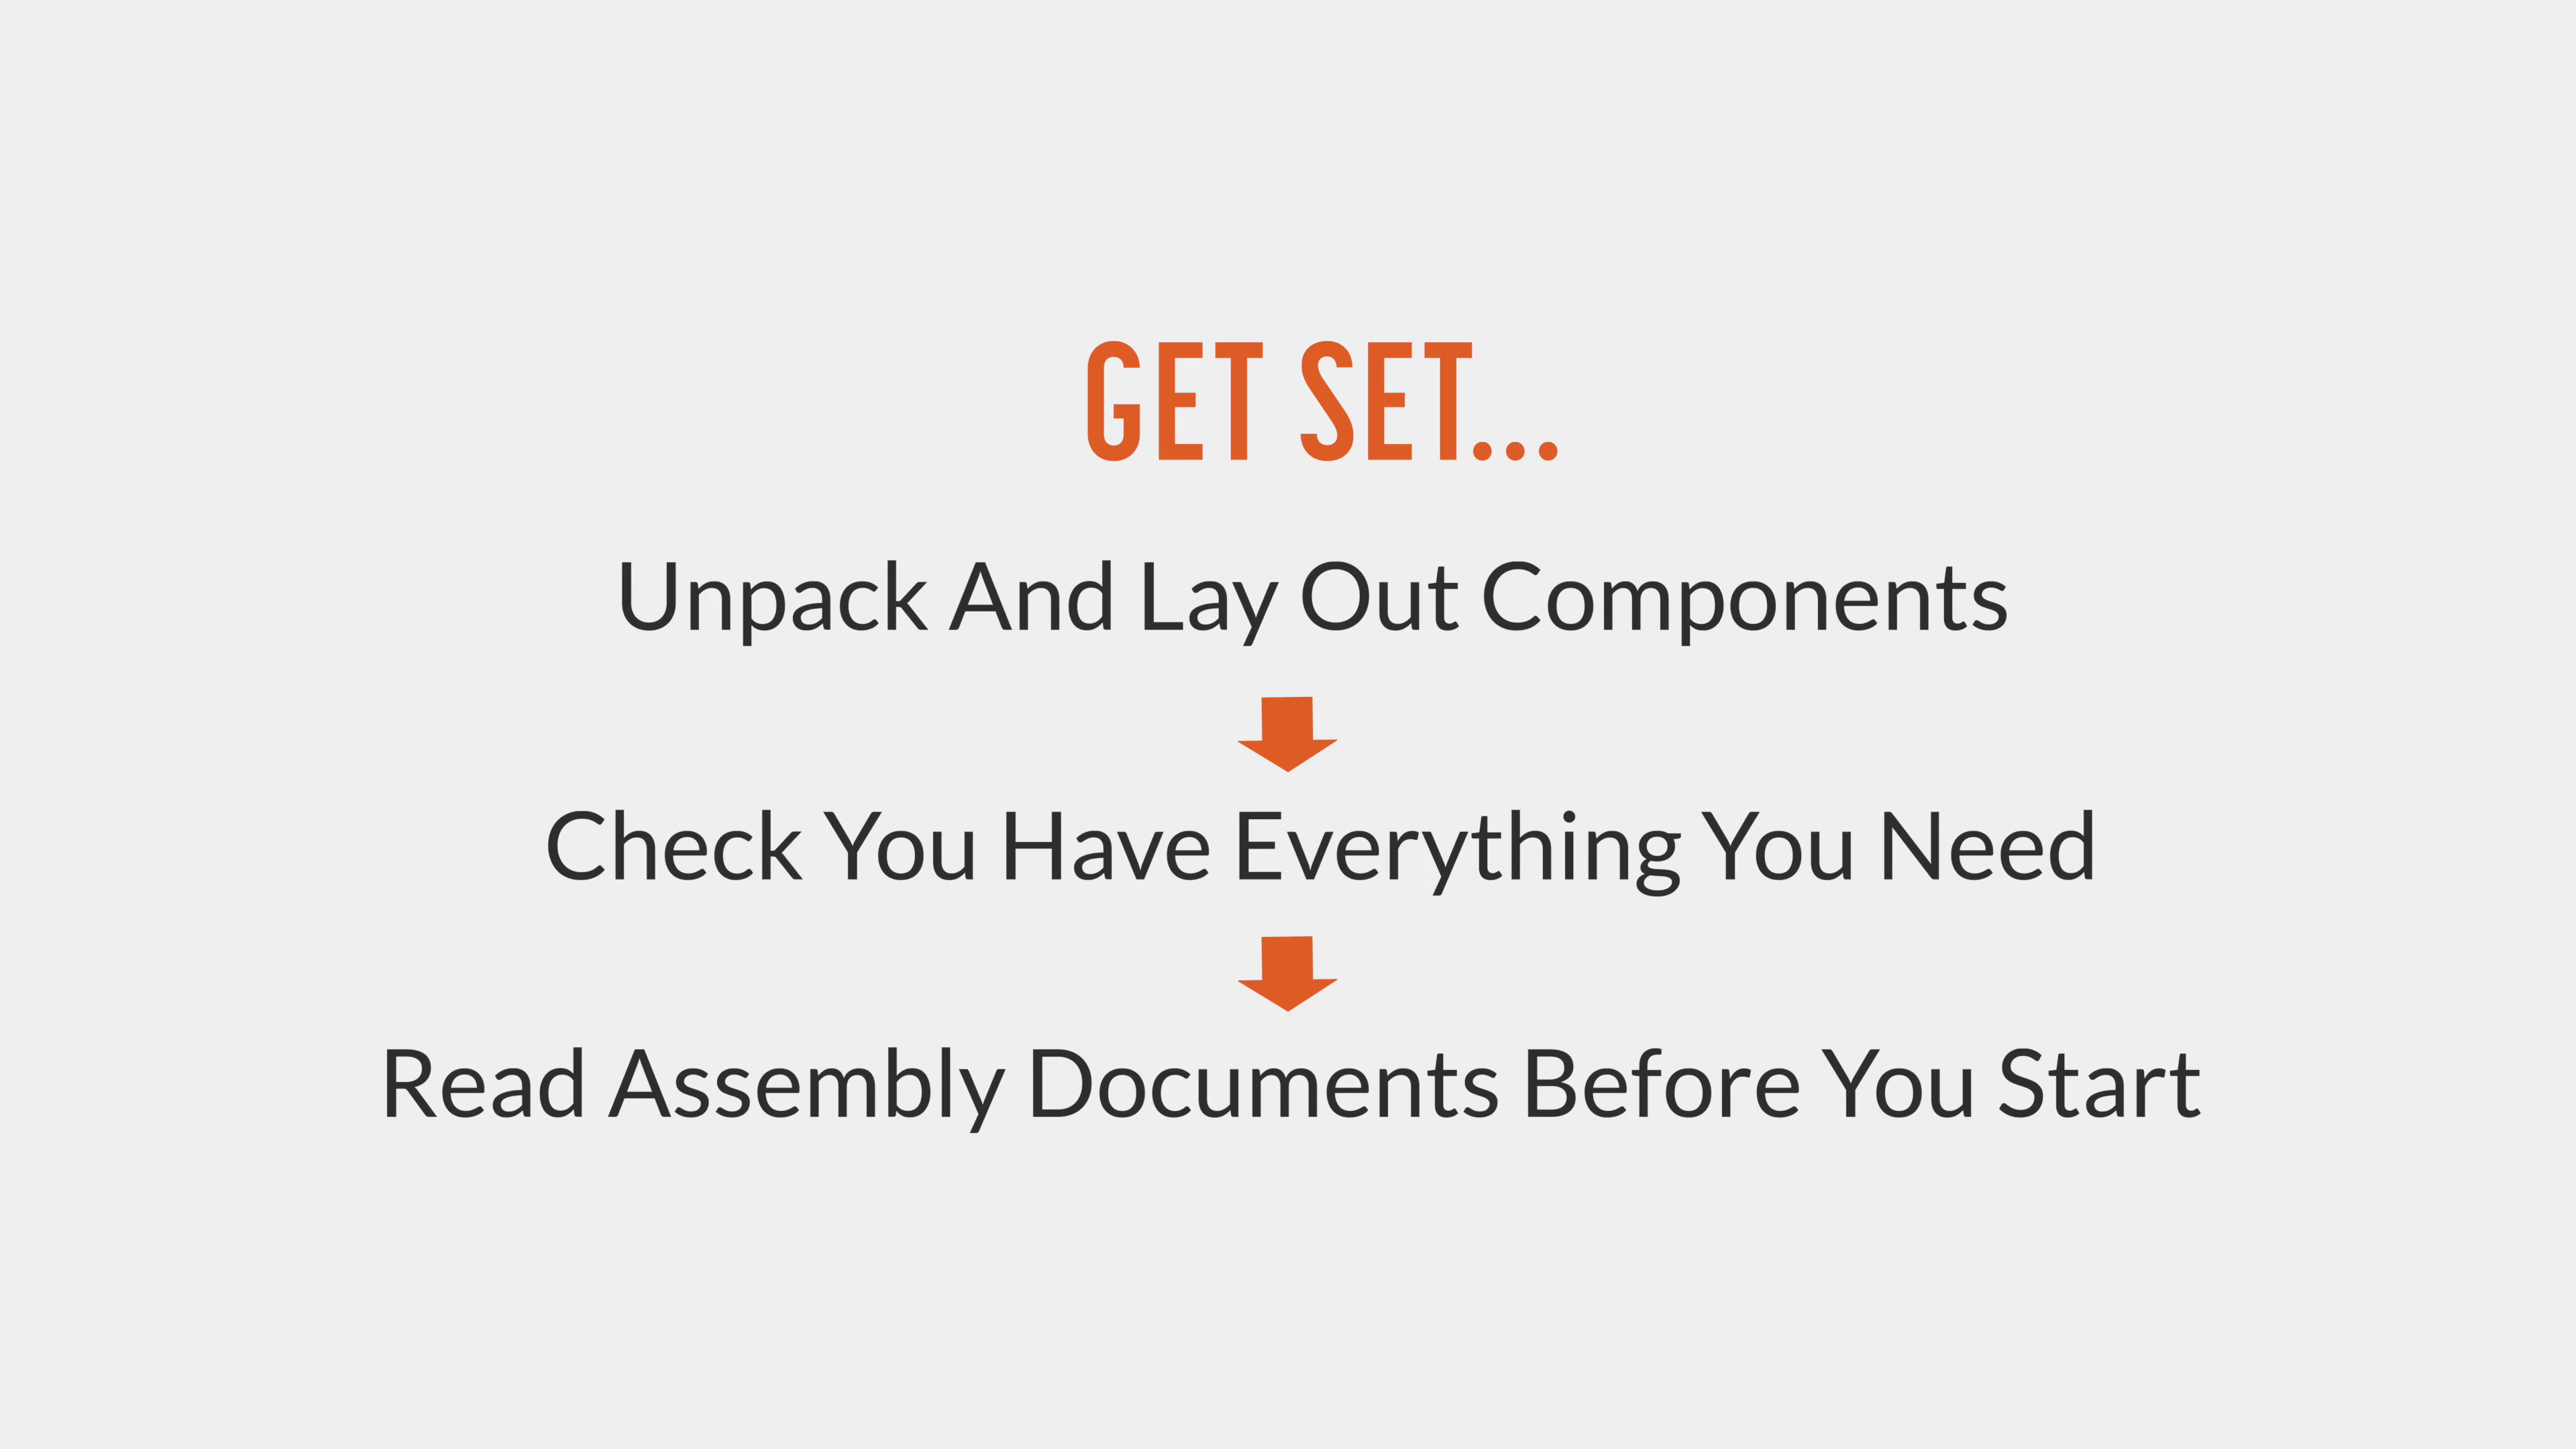 GET SET...
Unpack And Lay Out Components
Check You Have Everything You Need
Read Assembly Documents Before You Start